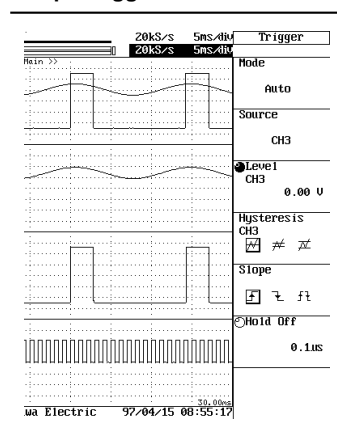 20kS/s 5ms/div
20kS/s 5ms/div
Main >>
Trigger
Mode
Auto
Source
CH3
Level
CH3
0.00 V
Hysteresis
CH3
Slope
Hold Off
0.1us
30.00ms
wa Electric 97/04/15 08:55:17